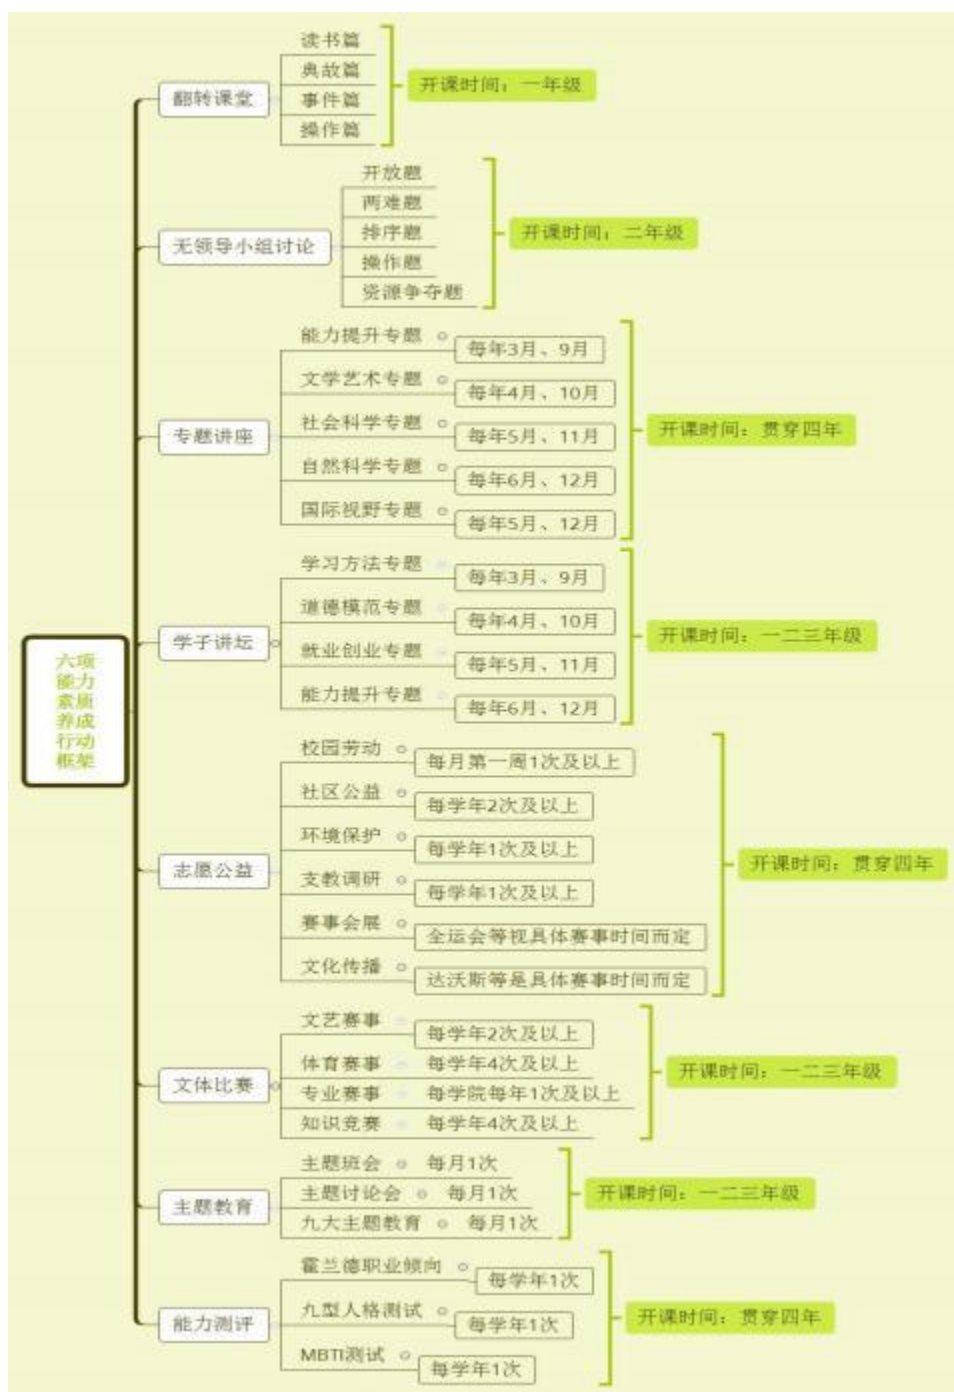 六项
能力
素质
养成
行动
框架
翻转课堂
读书篇
典故篇
事件篇
操作篇
开课时间：一年级
无领导小组讨论
开放题
两难题
排序题
操作题
资源争夺题
开课时间：二年级
专题讲座
能力提升专题
每年3月、9月
文学艺术专题
每年4月、10月
社会科学专题
每年5月、11月
自然科学专题
每年6月、12月
国际视野专题
每年5月、12月
开课时间：贯穿四年
学子讲坛
学习方法专题
每年3月、9月
道德模范专题
每年4月、10月
就业创业专题
每年5月、11月
能力提升专题
每年6月、12月
开课时间：一二三年级
志愿公益
校园劳动
每月第一周1次及以上
社区公益
每学年2次及以上
环境保护
每学年1次及以上
支教调研
每学年1次及以上
赛事会展
全运会等视具体赛事时间而定
文化传播
达沃斯等是具体赛事时间而定
开课时间：贯穿四年
文体比赛
文艺赛事
每学年2次及以上
体育赛事 每学年4次及以上
专业赛事 每学院每年1次及以上
知识竞赛 每学年4次及以上
开课时间：一二三年级
主题教育
主题班会 每月1次
主题讨论会 每月1次
九大主题教育 每月1次
开课时间：一二三年级
能力测评
霍兰德职业倾向
每学年1次
九型人格测试
每学年1次
MBTI测试
每学年1次
开课时间：贯穿四年